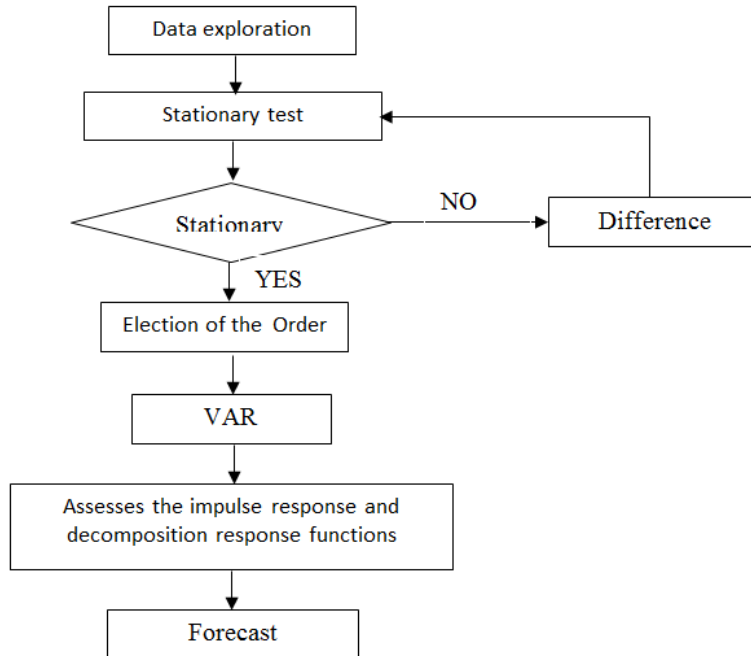 Data exploration
Stationary test
Stationary
NO
Difference
YES
Election of the Order
VAR
Assesses the impulse response and
decomposition response functions
Forecast